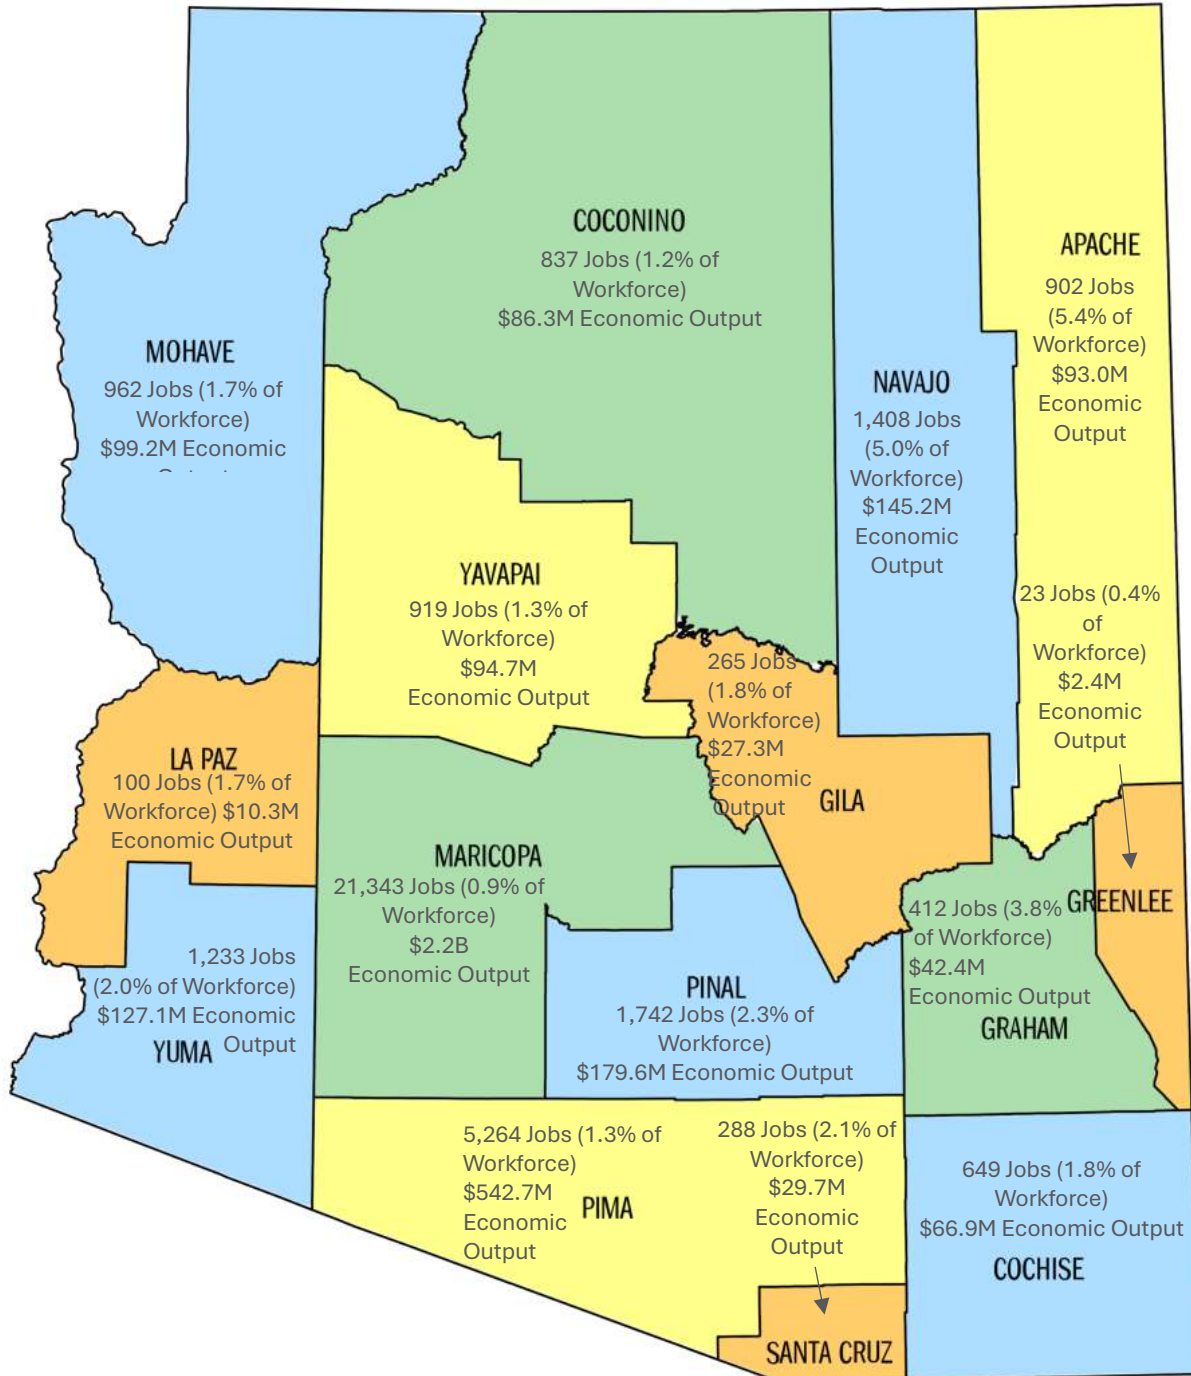 COCONINO
837 Jobs (1.2% of
Workforce)
$86.3M Economic Output
APACHE
902 Jobs
(5.4% of
Workforce)
$93.0M
Economic
Output
MOHAVE
962 Jobs (1.7% of
Workforce)
$99.2M Economic
NAVAJO
1,408 Jobs
(5.0% of
Workforce)
$145.2M
Economic
Output
YAVAPAI
919 Jobs (1.3% of
Workforce)
$94.7M
Economic Output
23 Jobs (0.4%
of
Workforce)
$2.4M
Economic
Output
265 Jobs
(1.8% of
Workforce)
$27.3M
Economic
Output
GILA
LA PAZ
100 Jobs (1.7% of
Workforce) $10.3M
Economic Output
MARICOPA
21,343 Jobs (0.9% of
Workforce)
$2.2B
Economic Output
GREENLEE
412 Jobs (3.8%
of Workforce)
$42.4M
Economic Output
GRAHAM
1,233 Jobs
(2.0% of Workforce)
$127.1M Economic
Output
YUMA
PINAL
1,742 Jobs (2.3% of
Workforce)
$179.6M Economic Output
5,264 Jobs (1.3% of
Workforce)
$542.7M
Economic
Output
PIMA
288 Jobs (2.1% of
Workforce)
$29.7M
Economic
Output
SANTA CRUZ
649 Jobs (1.8% of
Workforce)
$66.9M Economic Output
COCHISE